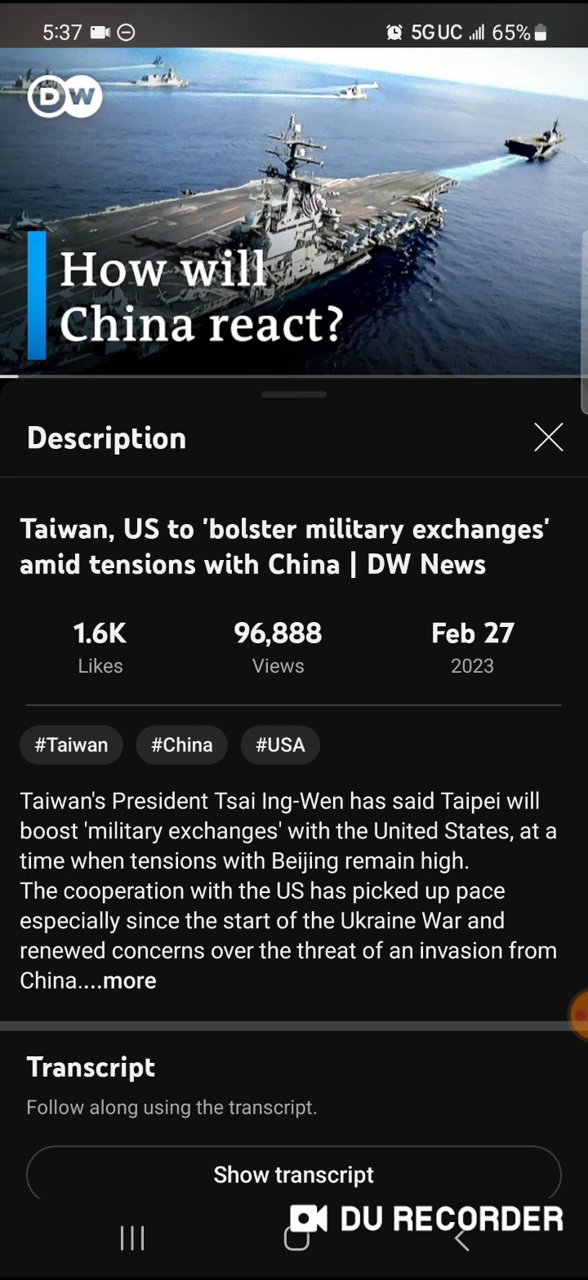 5:37 5GUC 65%
DW
How will
China react?
Description
Taiwan, US to 'bolster military exchanges'
amid tensions with China | DW News
1.6K 96,888 Feb 27
Likes Views 2023
#Taiwan #China #USA
Taiwan's President Tsai Ing-Wen has said Taipei will
boost 'military exchanges' with the United States, at a
time when tensions with Beijing remain high.
The cooperation with the US has picked up pace
especially since the start of the Ukraine War and
renewed concerns over the threat of an invasion from
China....more
Transcript
Follow along using the transcript.
Show transcript
DU RECORDER